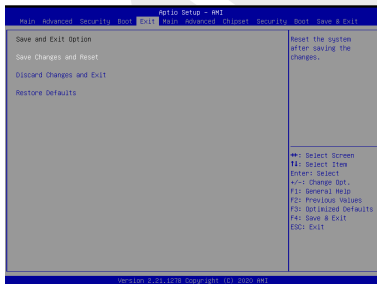 Aptio Setup - AMI
Main Advanced Security Boot Exit Main Advanced Chipset Security Boot Save & Exit
Save and Exit Option
Save Changes and Reset
Discard Changes and Exit
Restore Defaults
Reset the system
after saving the
changes.
↔: Select Screen
↑↓: Select Item
Enter: Select
+/-: Change Opt.
F1: General Help
F2: Previous Values
F3: Optimized Defaults
F4: Save & Exit
ESC: Exit
Version 2.21.1278 Copyright (C) 2020 AMI